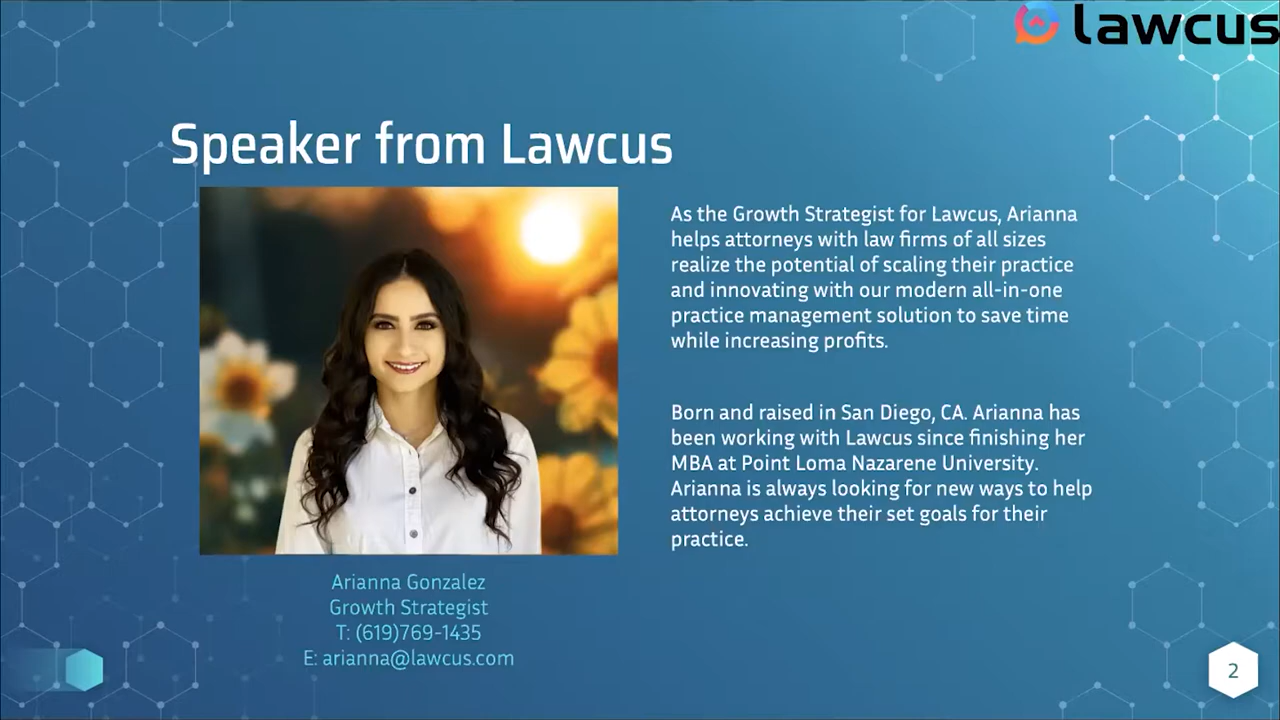 lawcus
Speaker from Lawcus
As the Growth Strategist for Lawcus, Arianna
helps attorneys with law firms of all sizes
realize the potential of scaling their practice
and innovating with our modern all-in-one
practice management solution to save time
while increasing profits.
Born and raised in San Diego, CA. Arianna has
been working with Lawcus since finishing her
MBA at Point Loma Nazarene University.
Arianna is always looking for new ways to help
attorneys achieve their set goals for their
practice.
Arianna Gonzalez
Growth Strategist
T: (619)769-1435
E: arianna@lawcus.com
2